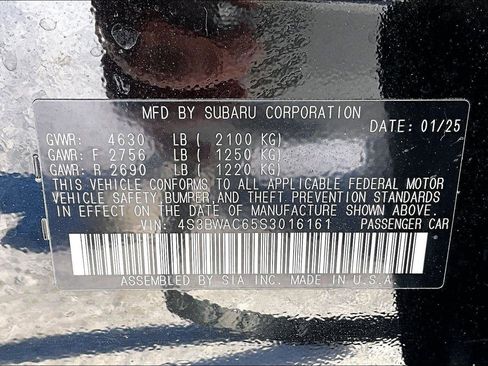 MFD BY SUBARU CORPORATION
DATE: 01/25
GVWR: 4630 LB ( 2100 KG)
GAWR: F 2756 LB ( 1250 KG)
GAWR: R 2690 LB ( 1220 KG)
THIS VEHICLE CONFORMS TO ALL APPLICABLE FEDERAL MOTOR
VEHICLE SAFETY,BUMPER,AND THEFT PREVENTION STANDARDS
IN EFFECT ON THE DATE OF MANUFACTURE SHOWN ABOVE.
VIN: 4S3BWAC65S3016161 PASSENGER CAR
ASSEMBLED BY SIA INC. MADE IN U.S.A.